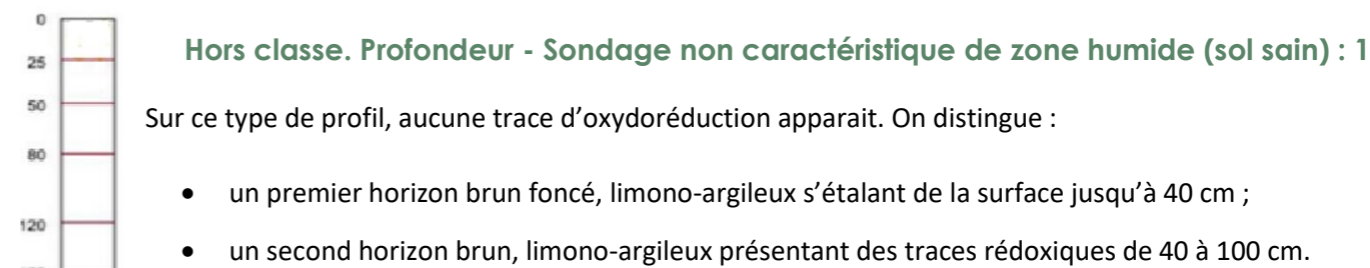 0
Hors classe. Profondeur - Sondage non caractéristique de zone humide (sol sain) : 1
25
50
Sur ce type de profil, aucune trace d’oxydoréduction apparait. On distingue :
80
• un premier horizon brun foncé, limono-argileux s’étalant de la surface jusqu’à 40 cm ;
120
• un second horizon brun, limono-argileux présentant des traces rédoxiques de 40 à 100 cm.